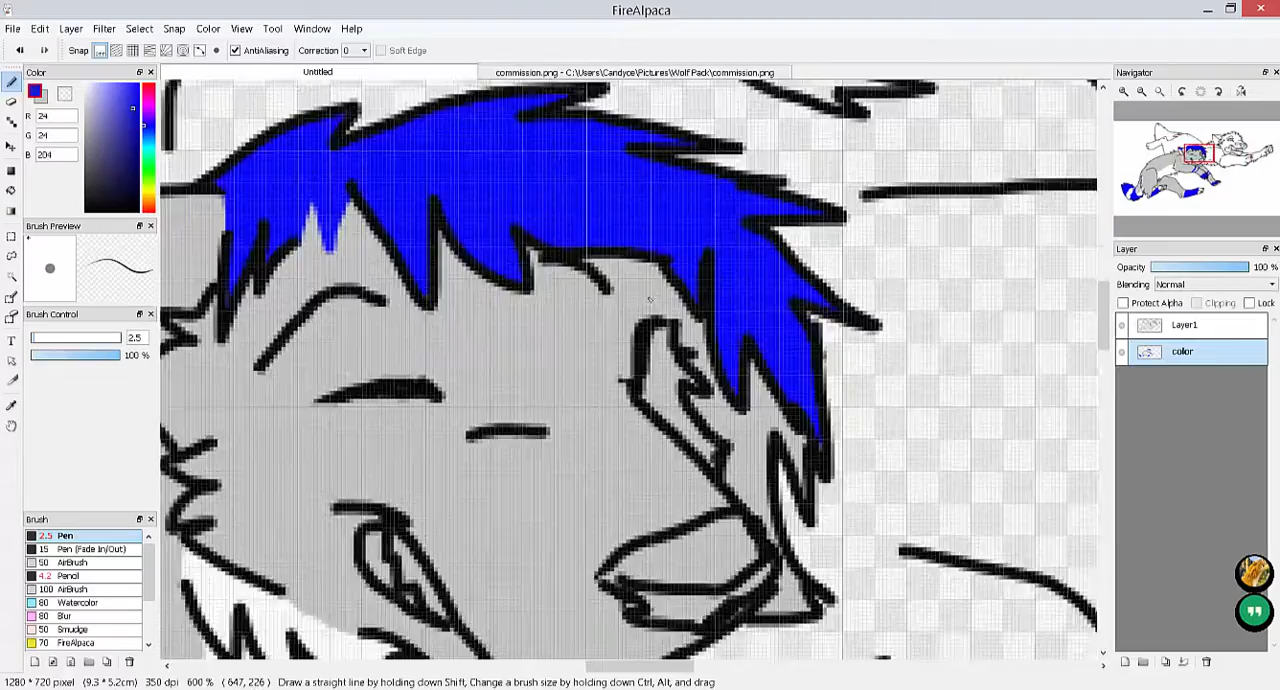 FireAlpaca
File Edit Layer Filter Select Snap Color View Tool Window Help
Snap AntiAliasing Correction 0 Soft Edge
Color
Untitled
commission.png - C:\Users\Candyce\Pictures\Wolf Pack\commission.png
Navigator
R 24
G 24
B 204
Brush Preview
Brush Control
2.5
100 %
Layer
Opacity 100 %
Blending Normal
Protect Alpha Clipping Lock
Layer1
color
Brush
2.5 Pen
15 Pen (Fade In/Out)
50 AirBrush
4.2 Pencil
100 AirBrush
80 Watercolor
80 Blur
50 Smudge
70 FireAlpaca
1280 * 720 pixel (9.3 * 5.2cm) 350 dpi 600 % ( 647, 226 ) Draw a straight line by holding down Shift, Change a brush size by holding down Ctrl, Alt, and drag